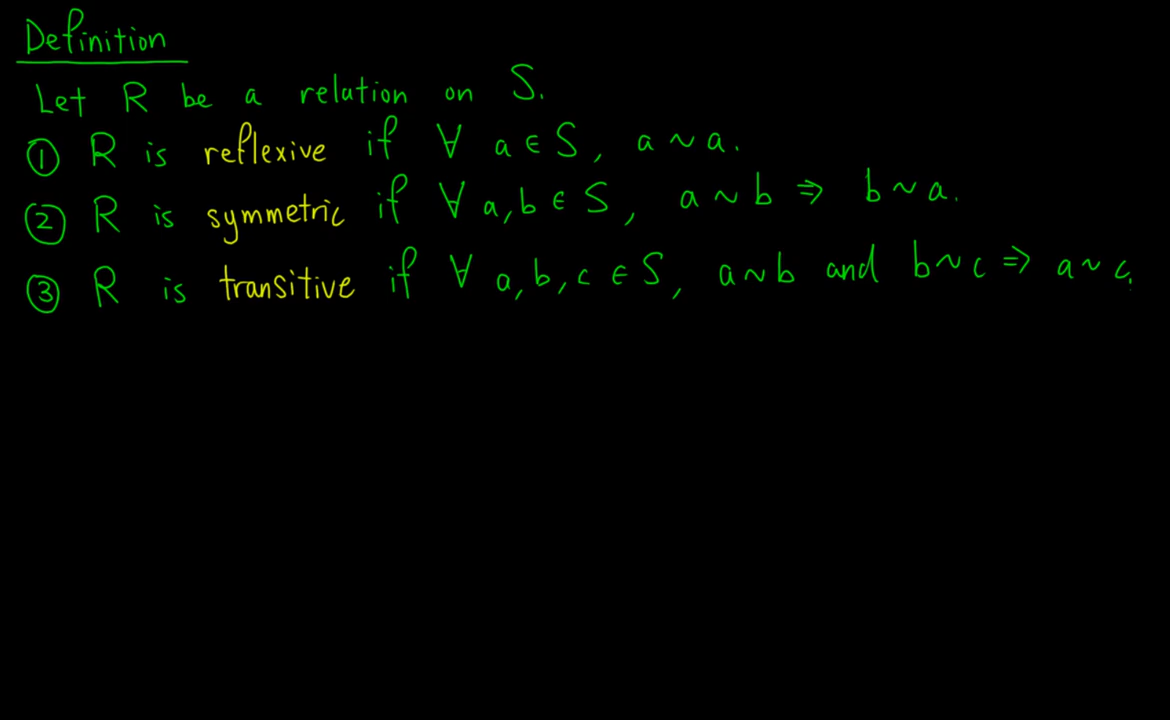 Definition
Let R be a relation on S.
① R is reflexive if ∀ a ∈ S, a ~ a.
② R is symmetric if ∀ a, b ∈ S, a ~ b ⇒ b ~ a.
③ R is transitive if ∀ a, b, c ∈ S, a ~ b and b ~ c ⇒ a ~ c.